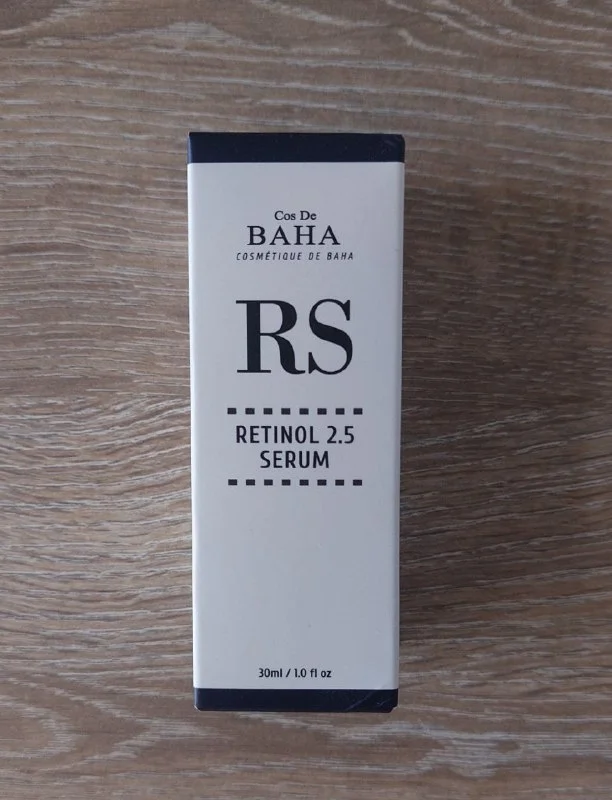 Cos De
BAHA
COSMÉTIQUE DE BAHA
RS
RETINOL 2.5
SERUM
30ml / 1.0 fl oz